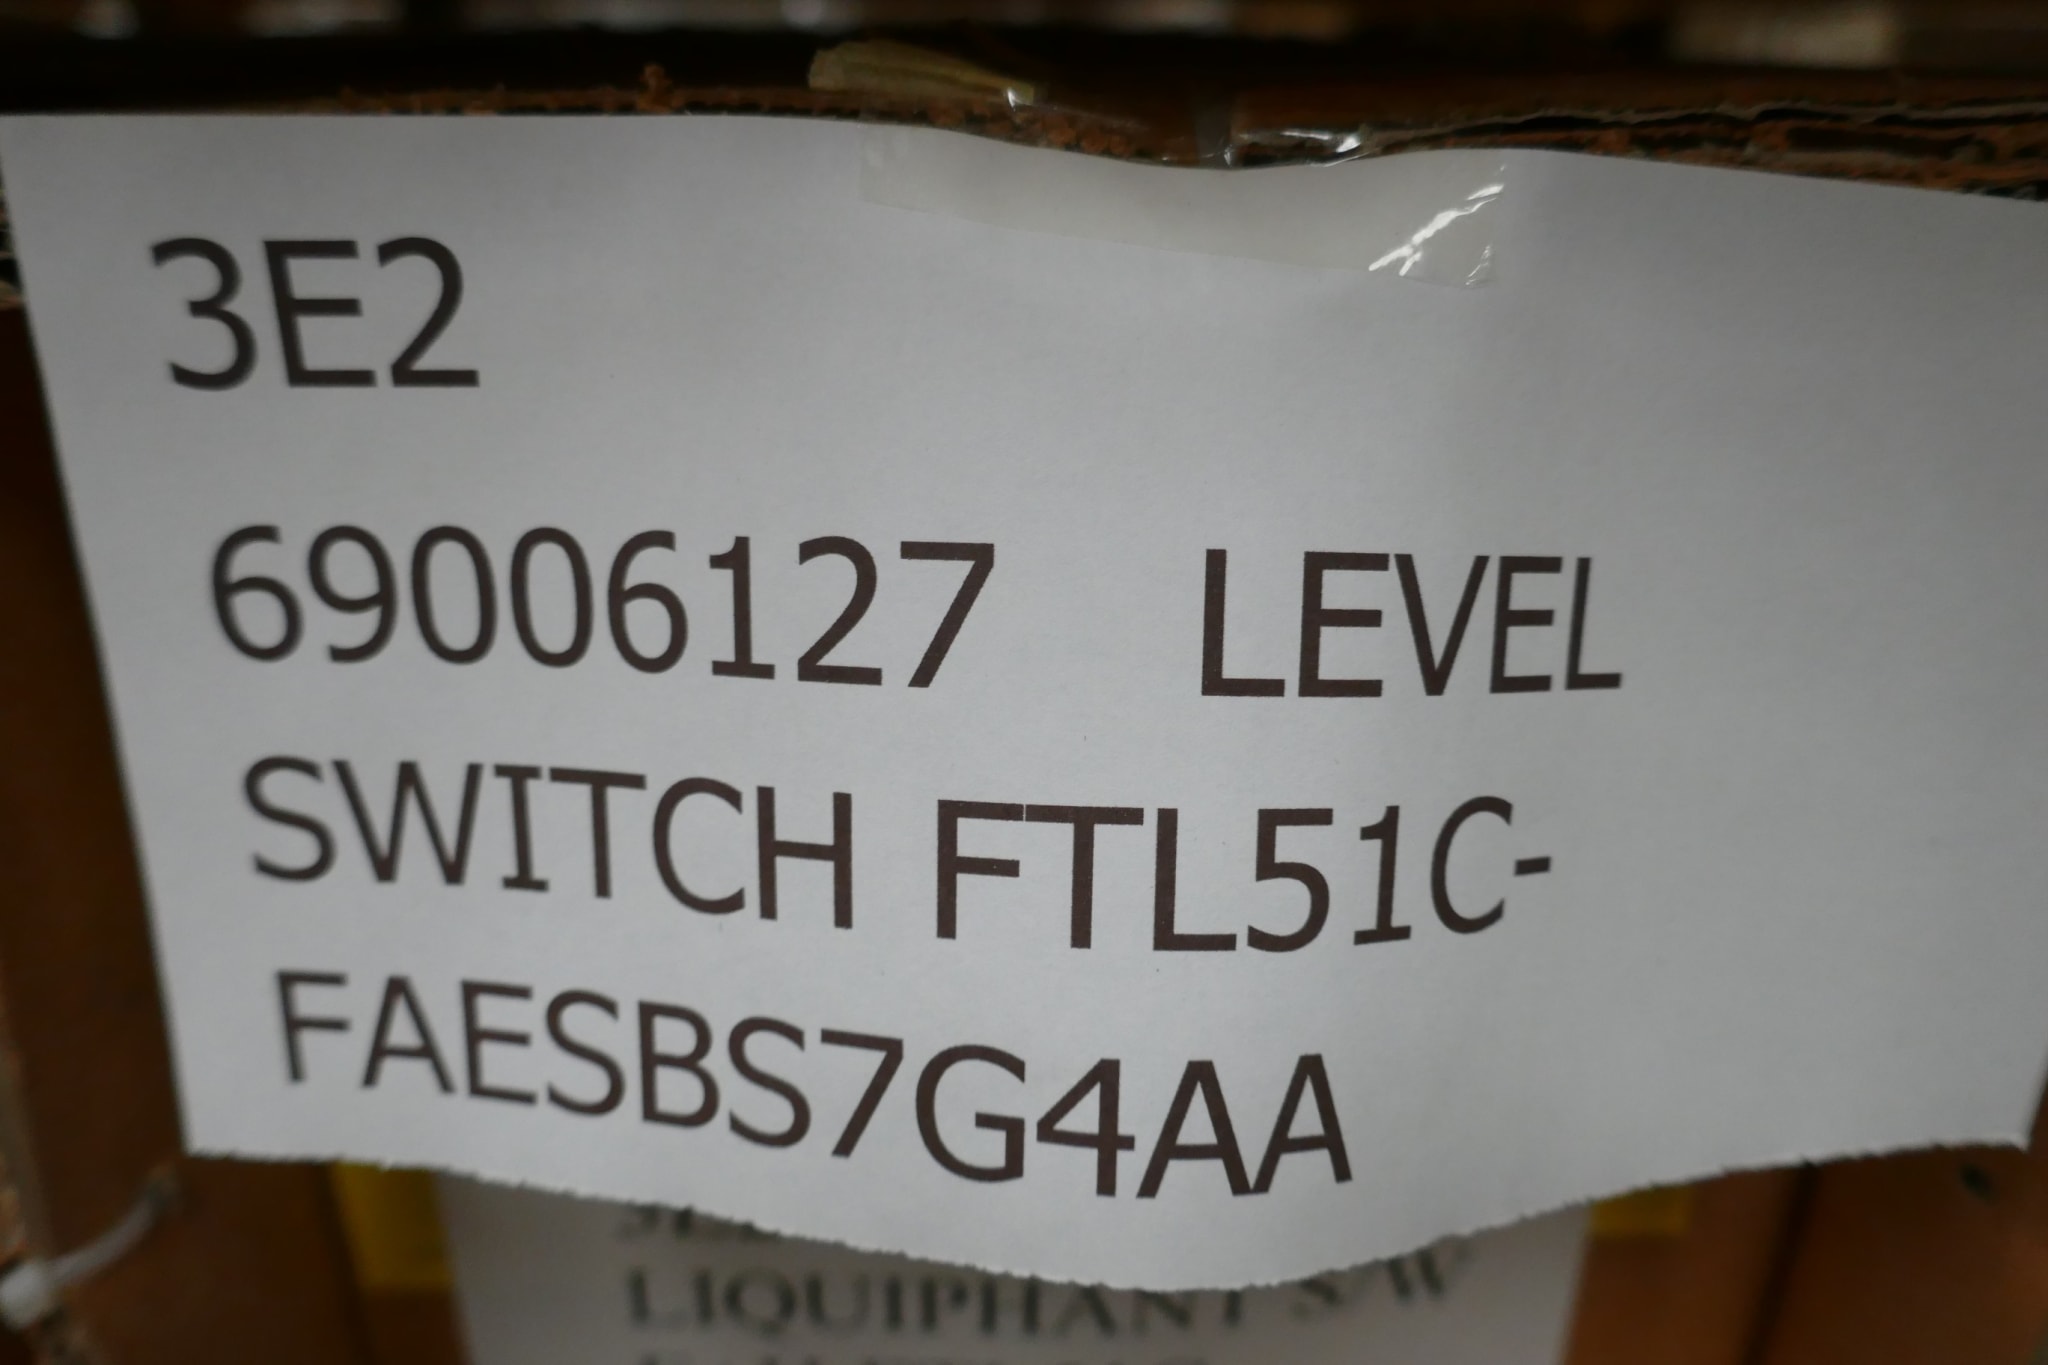 3E2
69006127 LEVEL
SWITCH FTL51C-
FAESBS7G4AA
LIQUIPHANT S/W